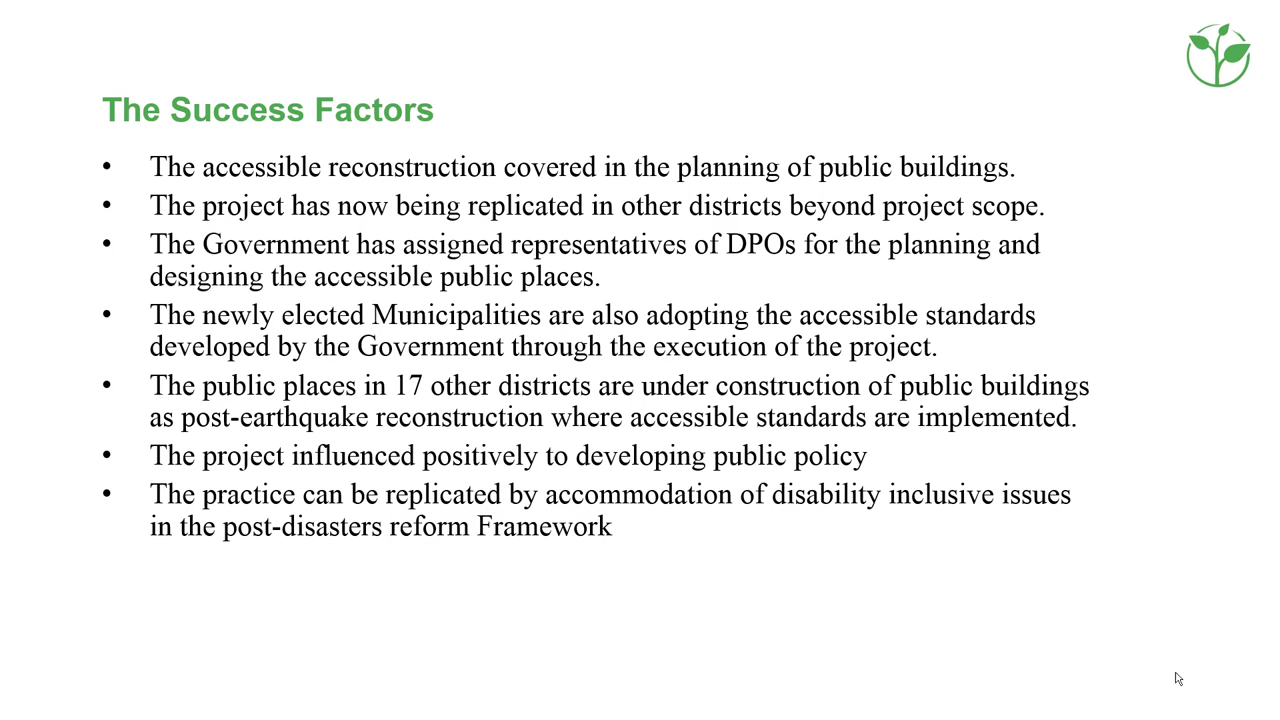 The Success Factors
• The accessible reconstruction covered in the planning of public buildings.
• The project has now being replicated in other districts beyond project scope.
• The Government has assigned representatives of DPOs for the planning and
designing the accessible public places.
• The newly elected Municipalities are also adopting the accessible standards
developed by the Government through the execution of the project.
• The public places in 17 other districts are under construction of public buildings
as post-earthquake reconstruction where accessible standards are implemented.
• The project influenced positively to developing public policy
• The practice can be replicated by accommodation of disability inclusive issues
in the post-disasters reform Framework